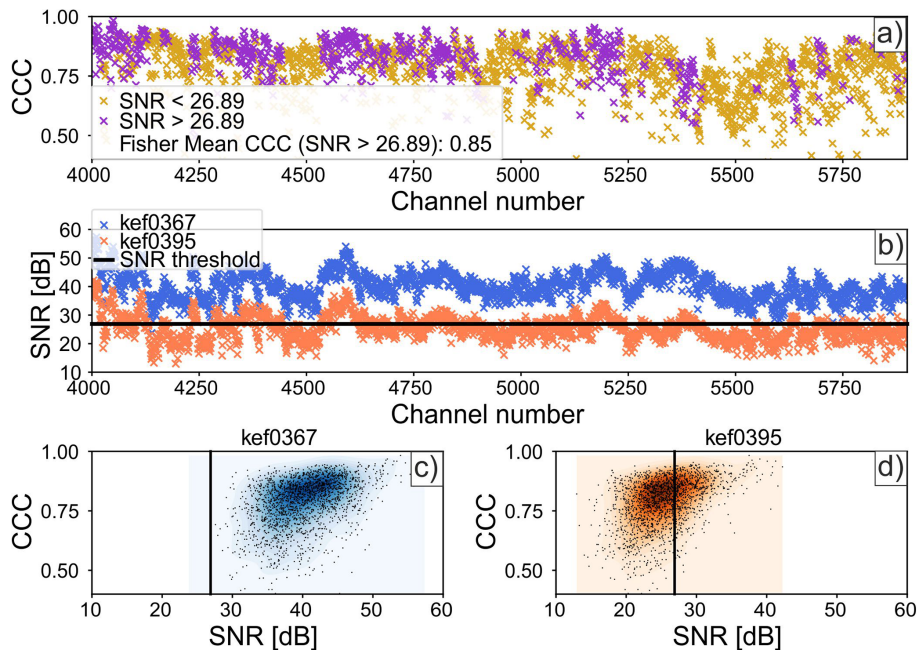 1.00
0.75
0.50
CCC
a)
SNR < 26.89
SNR > 26.89
Fisher Mean CCC (SNR > 26.89): 0.85
4000 4250 4500 4750 5000 5250 5500 5750
Channel number
60
50
40
30
20
10
SNR [dB]
b)
kef0367
kef0395
SNR threshold
4000 4250 4500 4750 5000 5250 5500 5750
Channel number
kef0367
1.00
0.75
0.50
CCC
c)
10 20 30 40 50 60
SNR [dB]
kef0395
1.00
0.75
0.50
CCC
d)
10 20 30 40 50 60
SNR [dB]